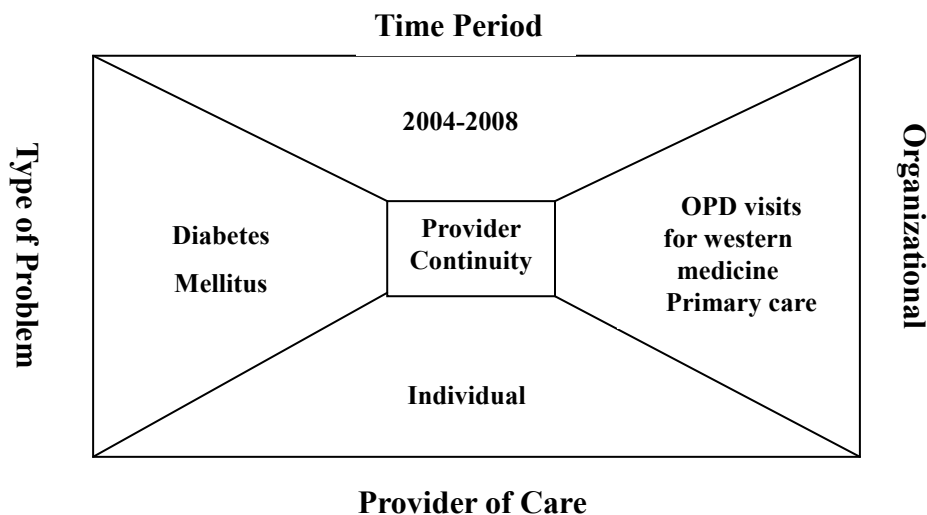 Time Period
2004-2008
Type of Problem
Diabetes
Mellitus
Provider
Continuity
OPD visits
for western
medicine
Primary care
Organizational
Individual
Provider of Care